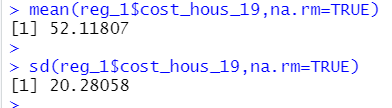 > mean(reg_1$cost_hous_19,na.rm=TRUE)
[1] 52.11807
>
> sd(reg_1$cost_hous_19,na.rm=TRUE)
[1] 20.28058
>